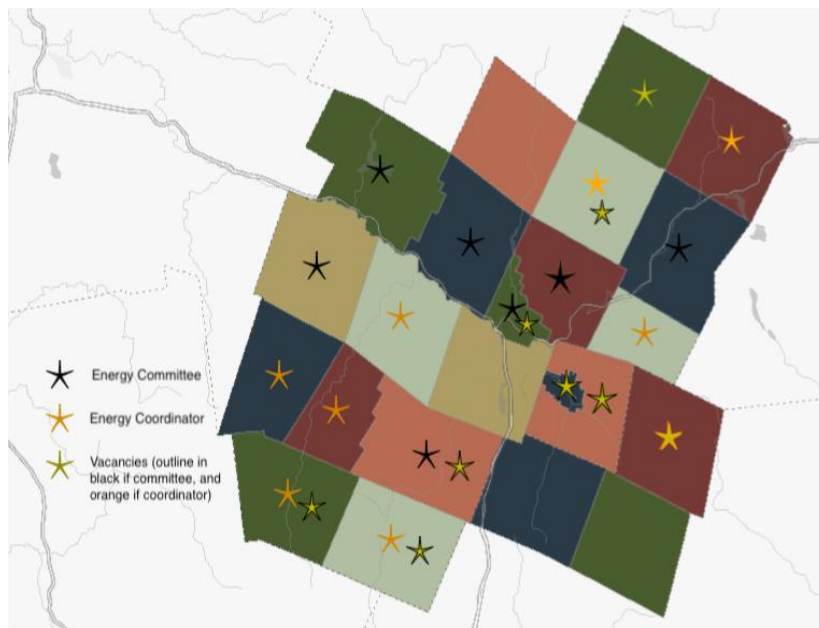 Energy Committee
Energy Coordinator
Vacancies (outline in
black if committee, and
orange if coordinator)